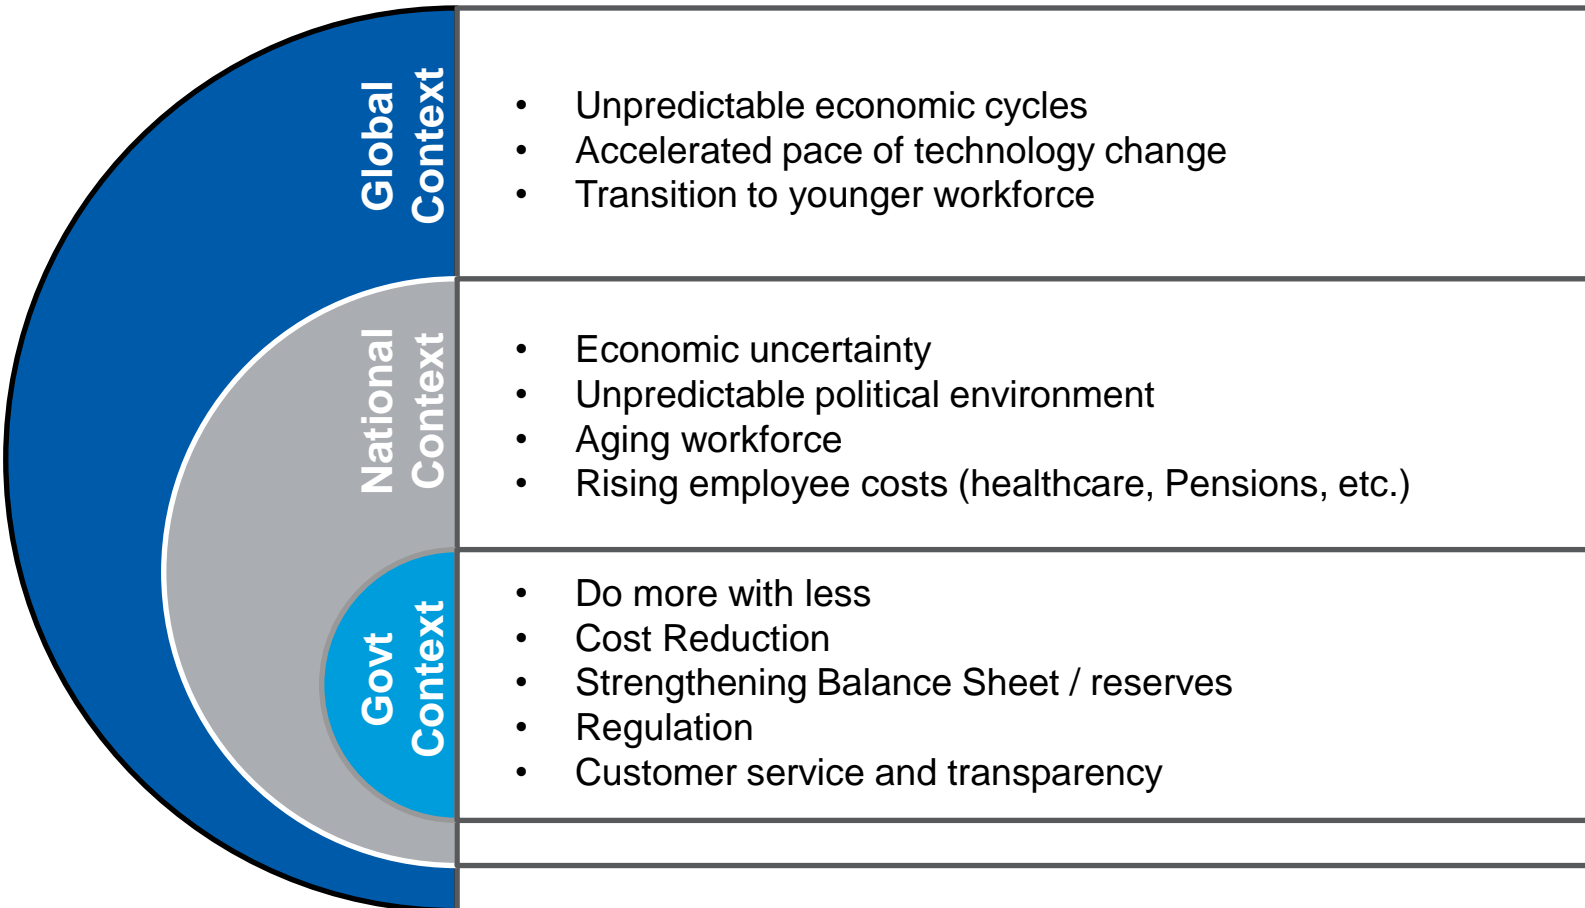 Global
Context
• Unpredictable economic cycles
• Accelerated pace of technology change
• Transition to younger workforce
National
Context
• Economic uncertainty
• Unpredictable political environment
• Aging workforce
• Rising employee costs (healthcare, Pensions, etc.)
Govt
Context
• Do more with less
• Cost Reduction
• Strengthening Balance Sheet / reserves
• Regulation
• Customer service and transparency